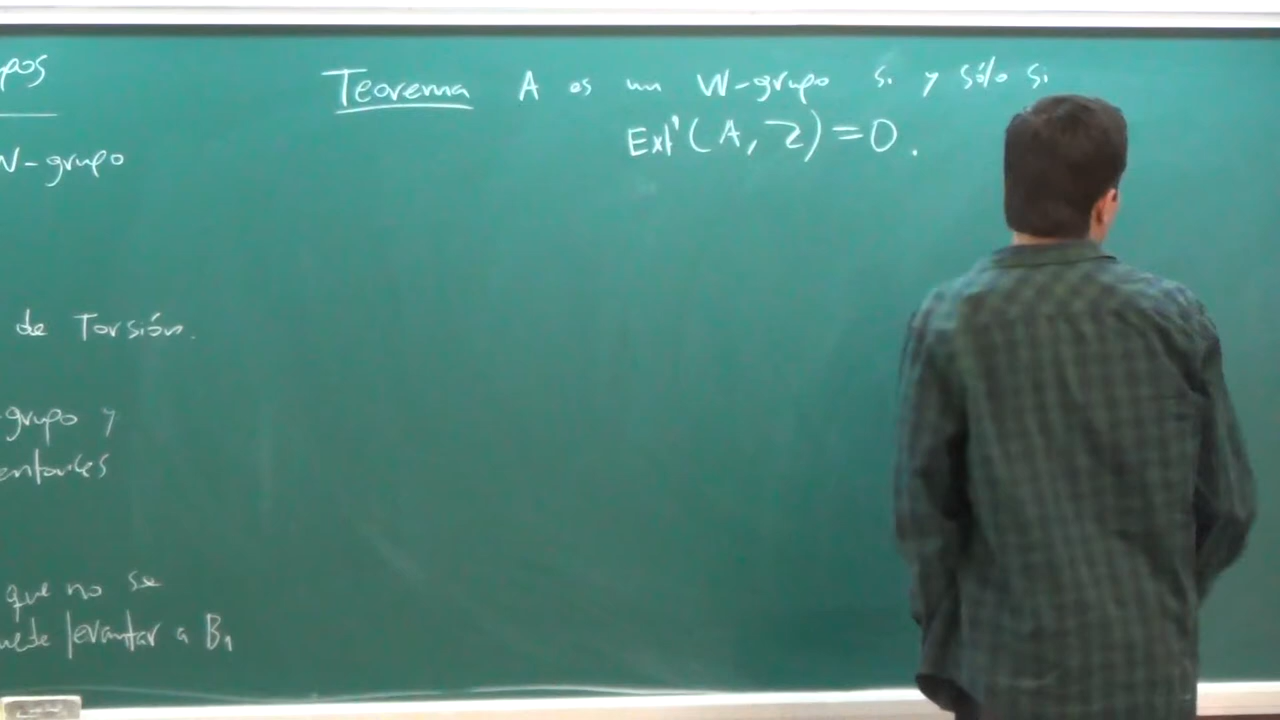 pos
W-grupo
de Torsión.
grupo y
entonces
que no se
uede levantar a B₁
Teorema A es un W-grupo si y sólo si
Ext¹(A, Z) = 0.